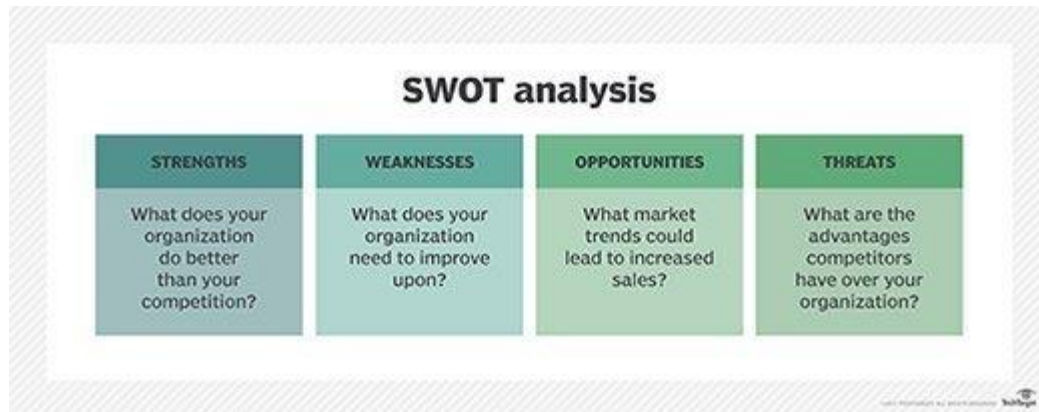 SWOT analysis
STRENGTHS
What does your
organization
do better
than your
competition?
WEAKNESSES
What does your
organization
need to improve
upon?
OPPORTUNITIES
What market
trends could
lead to increased
sales?
THREATS
What are the
advantages
competitors
have over your
organization?
TechTarget